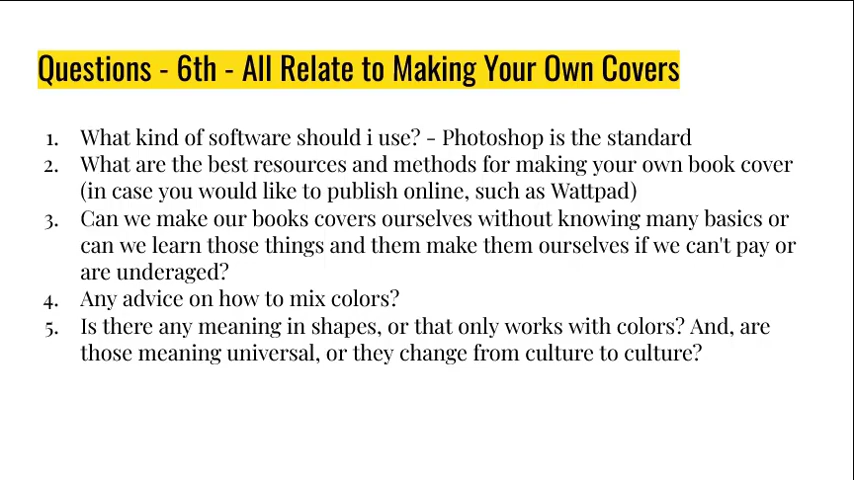 Questions - 6th - All Relate to Making Your Own Covers
1. What kind of software should i use? - Photoshop is the standard
2. What are the best resources and methods for making your own book cover
(in case you would like to publish online, such as Wattpad)
3. Can we make our books covers ourselves without knowing many basics or
can we learn those things and them make them ourselves if we can't pay or
are underaged?
4. Any advice on how to mix colors?
5. Is there any meaning in shapes, or that only works with colors? And, are
those meaning universal, or they change from culture to culture?